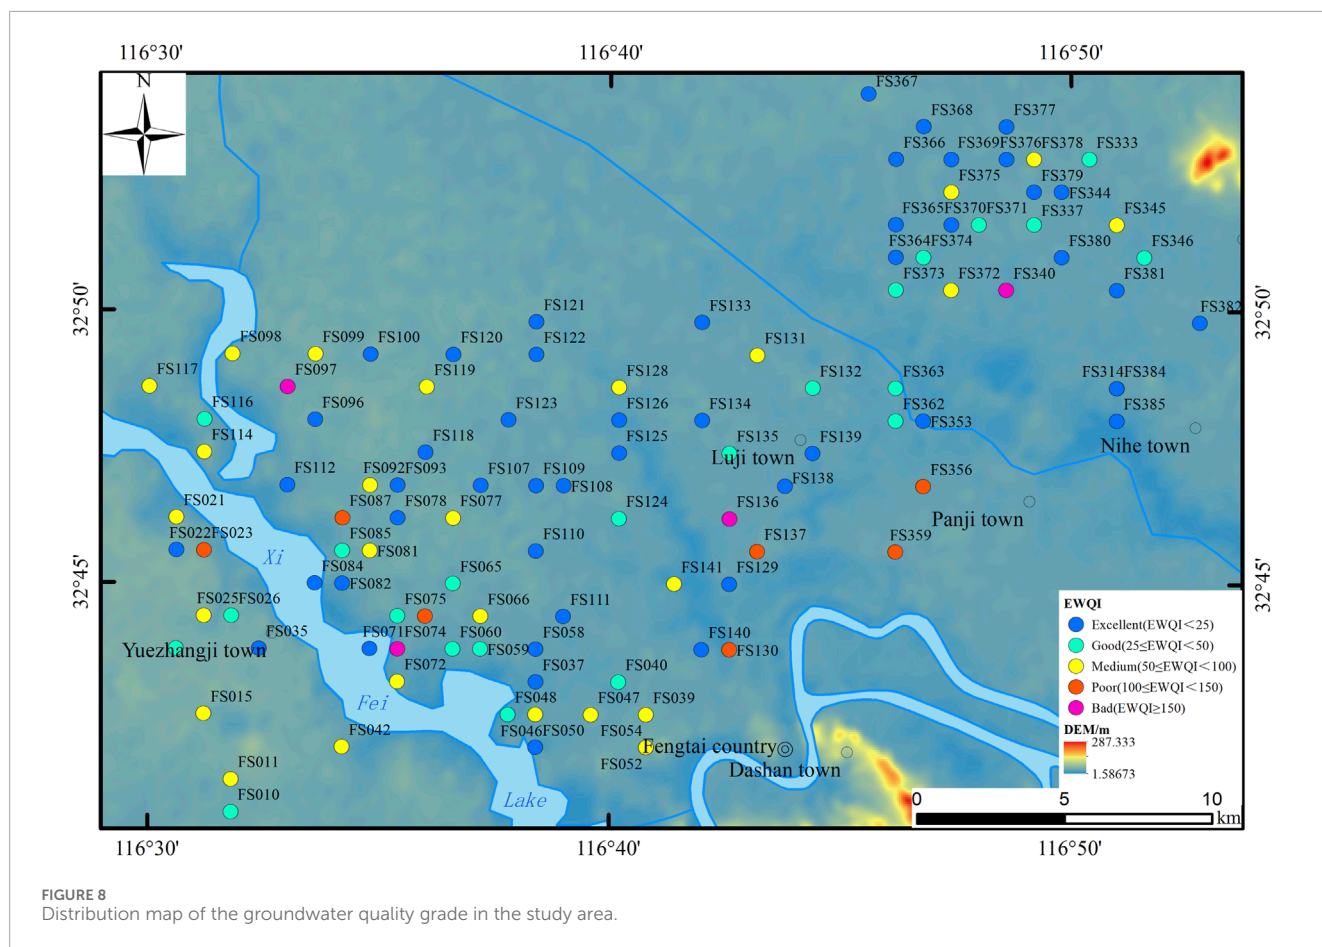 116°30'
116°40'
116°50'
N
FS367
FS368
FS377
FS366
FS369FS376FS378
FS333
FS375
FS379
FS344
FS365FS370FS371
FS337
FS345
FS364FS374
FS380
FS346
FS373
FS372
FS340
FS381
32°50'
32°50'
FS121
FS133
FS382
FS098
FS099
FS100
FS120
FS122
FS131
FS117
FS097
FS119
FS128
FS132
FS363
FS314FS384
FS116
FS096
FS123
FS126
FS134
FS362
FS353
FS385
FS114
FS118
FS125
FS135
FS139
Luji town
Nihe town
FS112
FS092FS093
FS107
FS109
FS108
FS138
FS356
FS021
FS087
FS078
FS077
FS124
FS136
Panji town
FS022FS023
FS085
FS081
FS110
FS137
FS359
Xi
32°45'
32°45'
FS084
FS082
FS065
FS141
FS129
FS025FS026
FS075
FS066
FS111
FS035
FS071FS074
FS060
FS059
FS058
FS140
FS130
Yuezhangji town
FS072
FS037
FS040
Fei
FS015
FS048
FS047
FS039
FS042
FS046FS050
FS054
FS052
Fengtai country
Dashan town
FS011
FS010
Lake
EWQI
Excellent(EWQI<25)
Good(25≤EWQI<50)
Medium(50≤EWQI<100)
Poor(100≤EWQI<150)
Bad(EWQI≥150)
DEM/m
287.333
1.58673
0
5
10
km
116°30'
116°40'
116°50'
FIGURE 8
Distribution map of the groundwater quality grade in the study area.